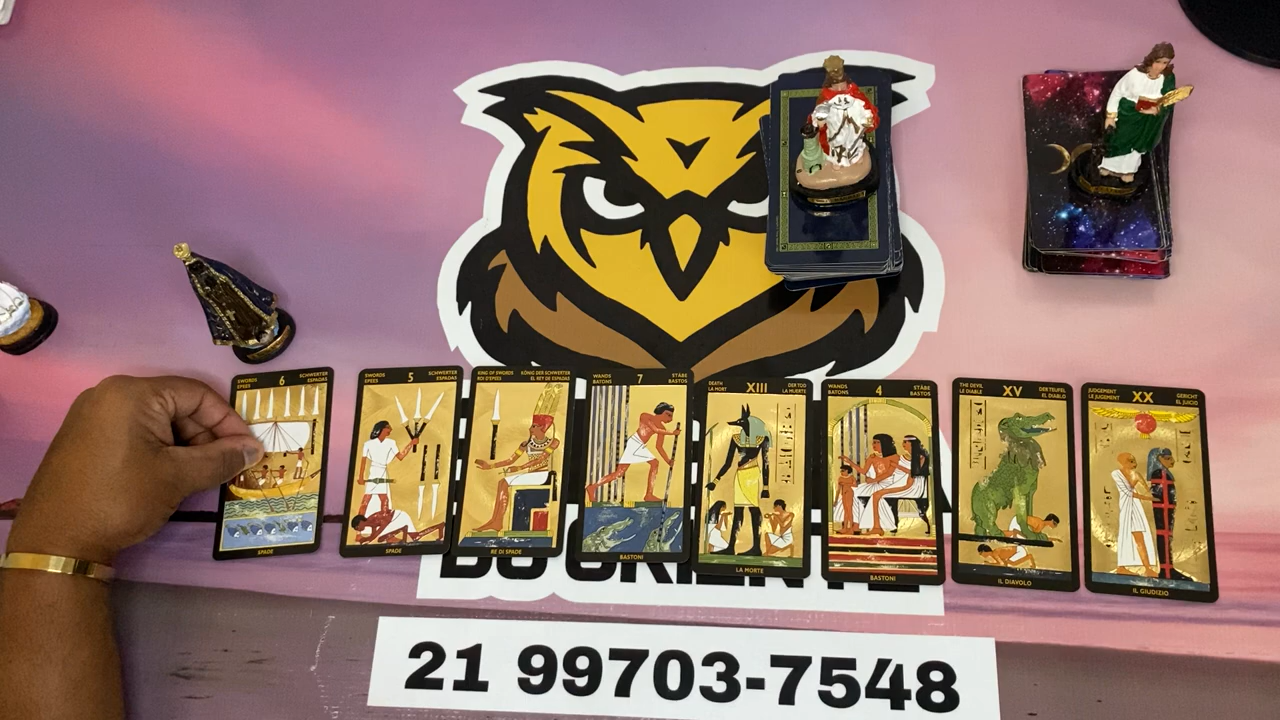 SWORDS 6 SCHWERTER
EPEES ESPADAS
SPADE
SWORDS 5 SCHWERTER
EPEES ESPADAS
SPADE
KING OF SWORDS KÖNIG DER SCHWERTER
ROI D'EPEES EL REY DE ESPADAS
RE DI SPADE
WANDS 7 STÄBE
BATONS BASTOS
BASTONI
DEATH XIII DER TOD
LA MORT LA MUERTE
LA MORTE
WANDS 4 STÄBE
BATONS BASTOS
BASTONI
THE DEVIL XV DER TEUFEL
LE DIABLE EL DIABLO
IL DIAVOLO
JUDGEMENT XX GERICHT
LE JUGEMENT EL JUICIO
IL GIUDIZIO
DO ORIENTE
21 99703-7548